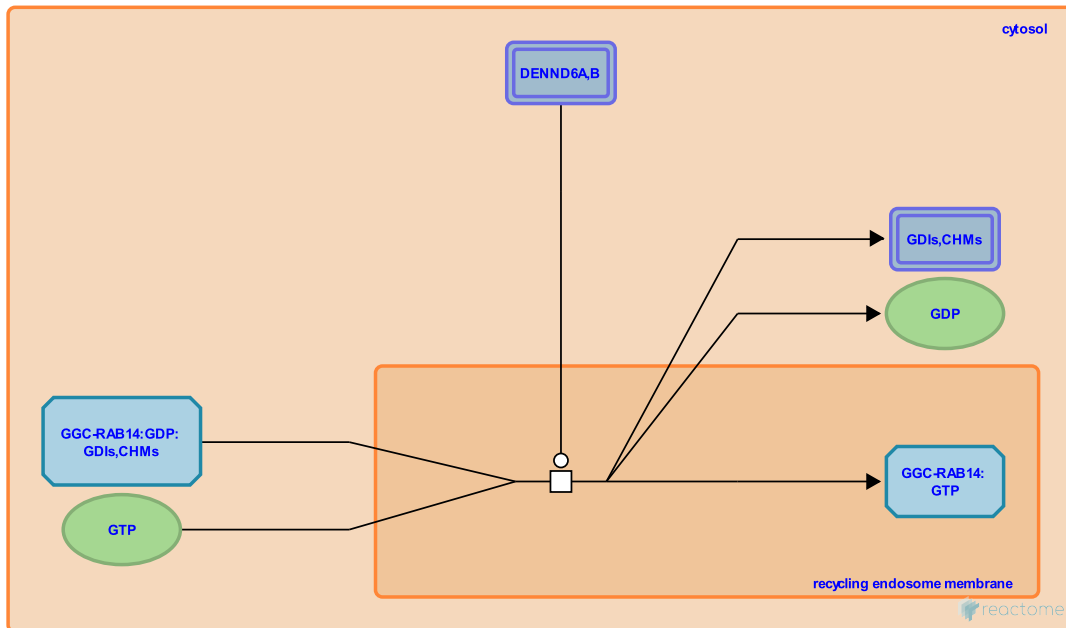 cytosol
DENND6A,B
GDIs,CHMs
GDP
GGC-RAB14:GDP:
GDIs,CHMs
GTP
GGC-RAB14:
GTP
recycling endosome membrane
reactome